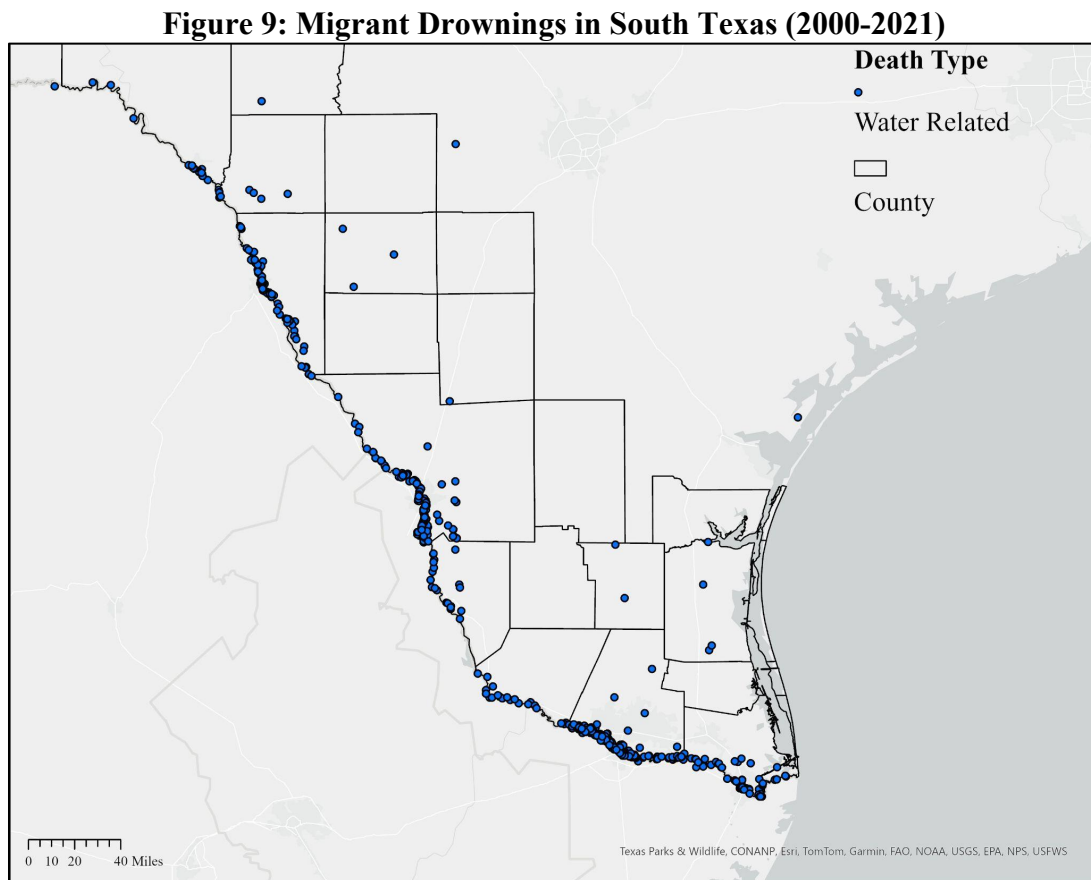 Figure 9: Migrant Drownings in South Texas (2000-2021)
Death Type
Water Related
County
0 10 20 40 Miles
Texas Parks & Wildlife, CONANP, Esri, TomTom, Garmin, FAO, NOAA, USGS, EPA, NPS, USFWS